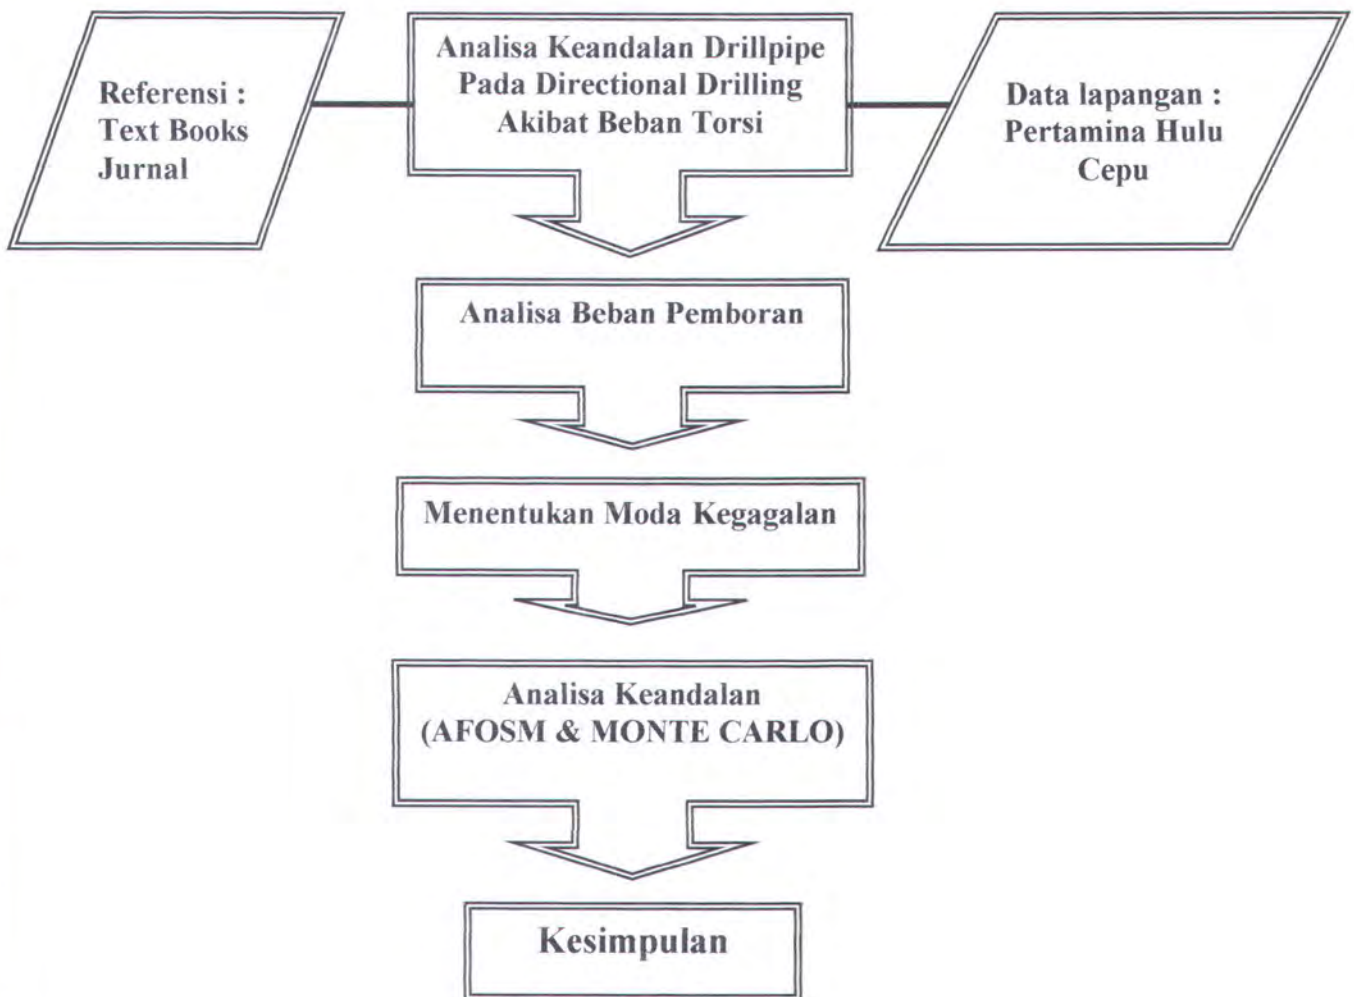 Referensi :
Text Books
Jurnal
Analisa Keandalan Drillpipe
Pada Directional Drilling
Akibat Beban Torsi
Data lapangan :
Pertamina Hulu
Cepu
Analisa Beban Pemboran
Menentukan Moda Kegagalan
Analisa Keandalan
(AFOSM & MONTE CARLO)
Kesimpulan